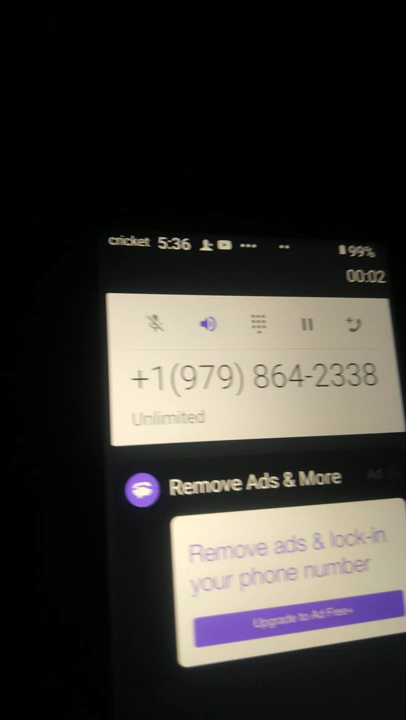 cricket 5:36 99%
00:02
+1(979) 864-2338
Unlimited
Remove Ads & More Ad
Remove ads & lock-in
your phone number
Upgrade to Ad Free+